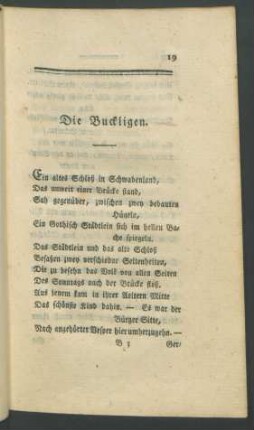 19
Die Buckligen.
Ein altes Schloß in Schwabenland,
Das unweit einer Brücke stand,
Sah gegenüber, zwischen zwey bebauten
Ein Gothisch Städtlein sich im hellen Ba-
che spiegeln.
Das Städtlein und das alte Schloß
Besaßen zwey verschiedne Seltenheiten,
Die zu besehn das Volk von allen Seiten
Des Sonntags nach der Brücke floß.
Aus jenem kam in ihrer Aeltern Mitte
Das schönste Kind dahin. — Es war der
Bürger Sitte,
Nach angehörter Vesper hierumherzugehn. —
B 2 Ger-